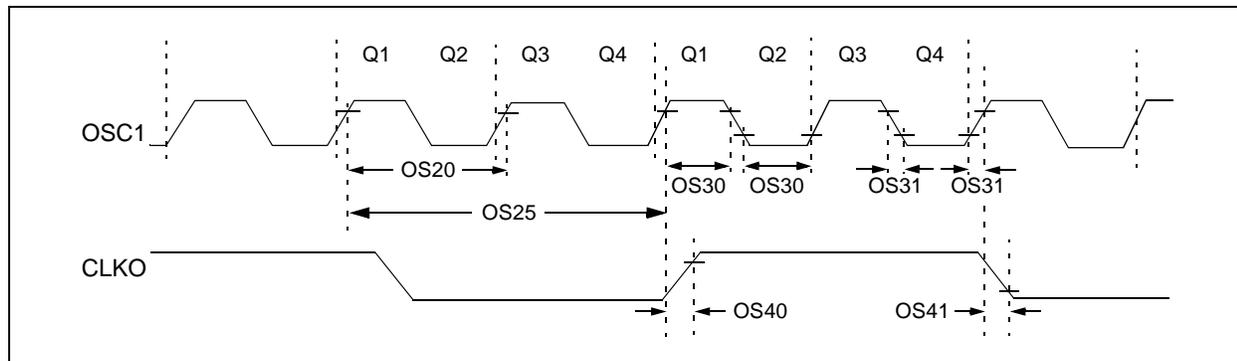 Q1 Q2 Q3 Q4 Q1 Q2 Q3 Q4
OSC1
OS20
OS30 OS30 OS31 OS31
OS25
CLKO
OS40 OS41